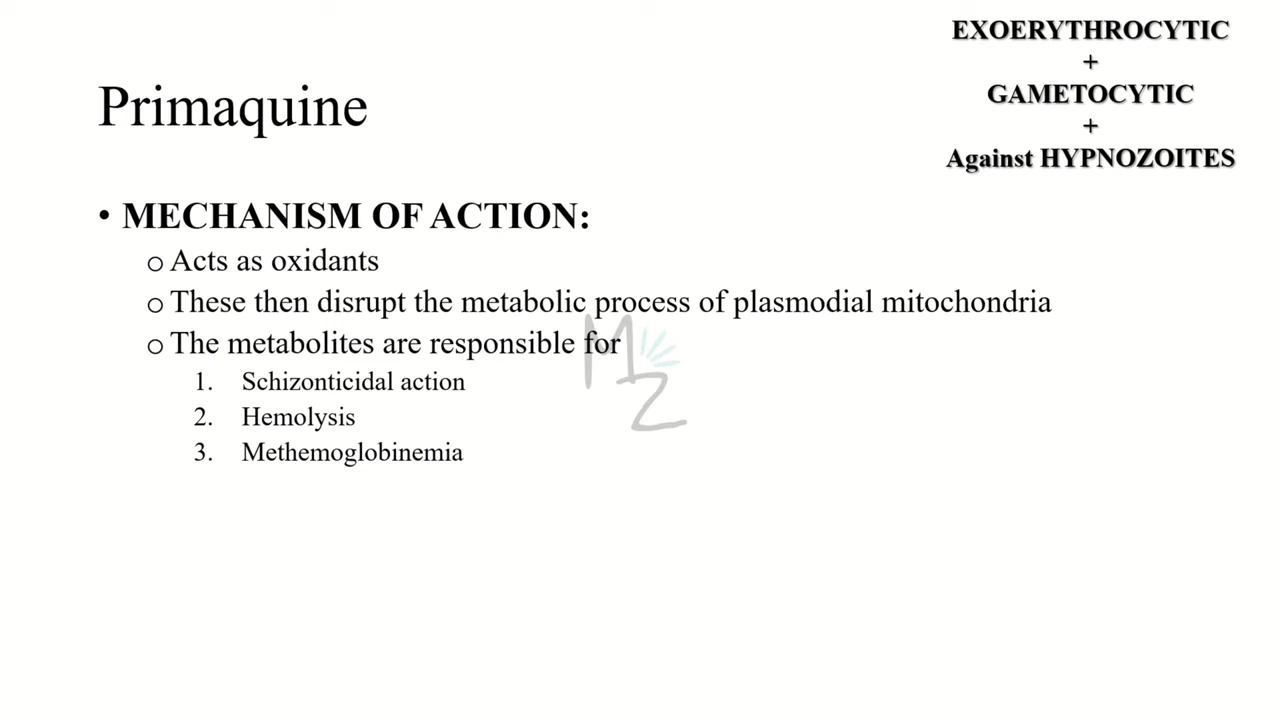 EXOERYTHROCYTIC
+
GAMETOCYTIC
+
Against HYPNOZOITES
Primaquine
• MECHANISM OF ACTION:
o Acts as oxidants
o These then disrupt the metabolic process of plasmodial mitochondria
o The metabolites are responsible for
1. Schizonticidal action
2. Hemolysis
3. Methemoglobinemia
MZ